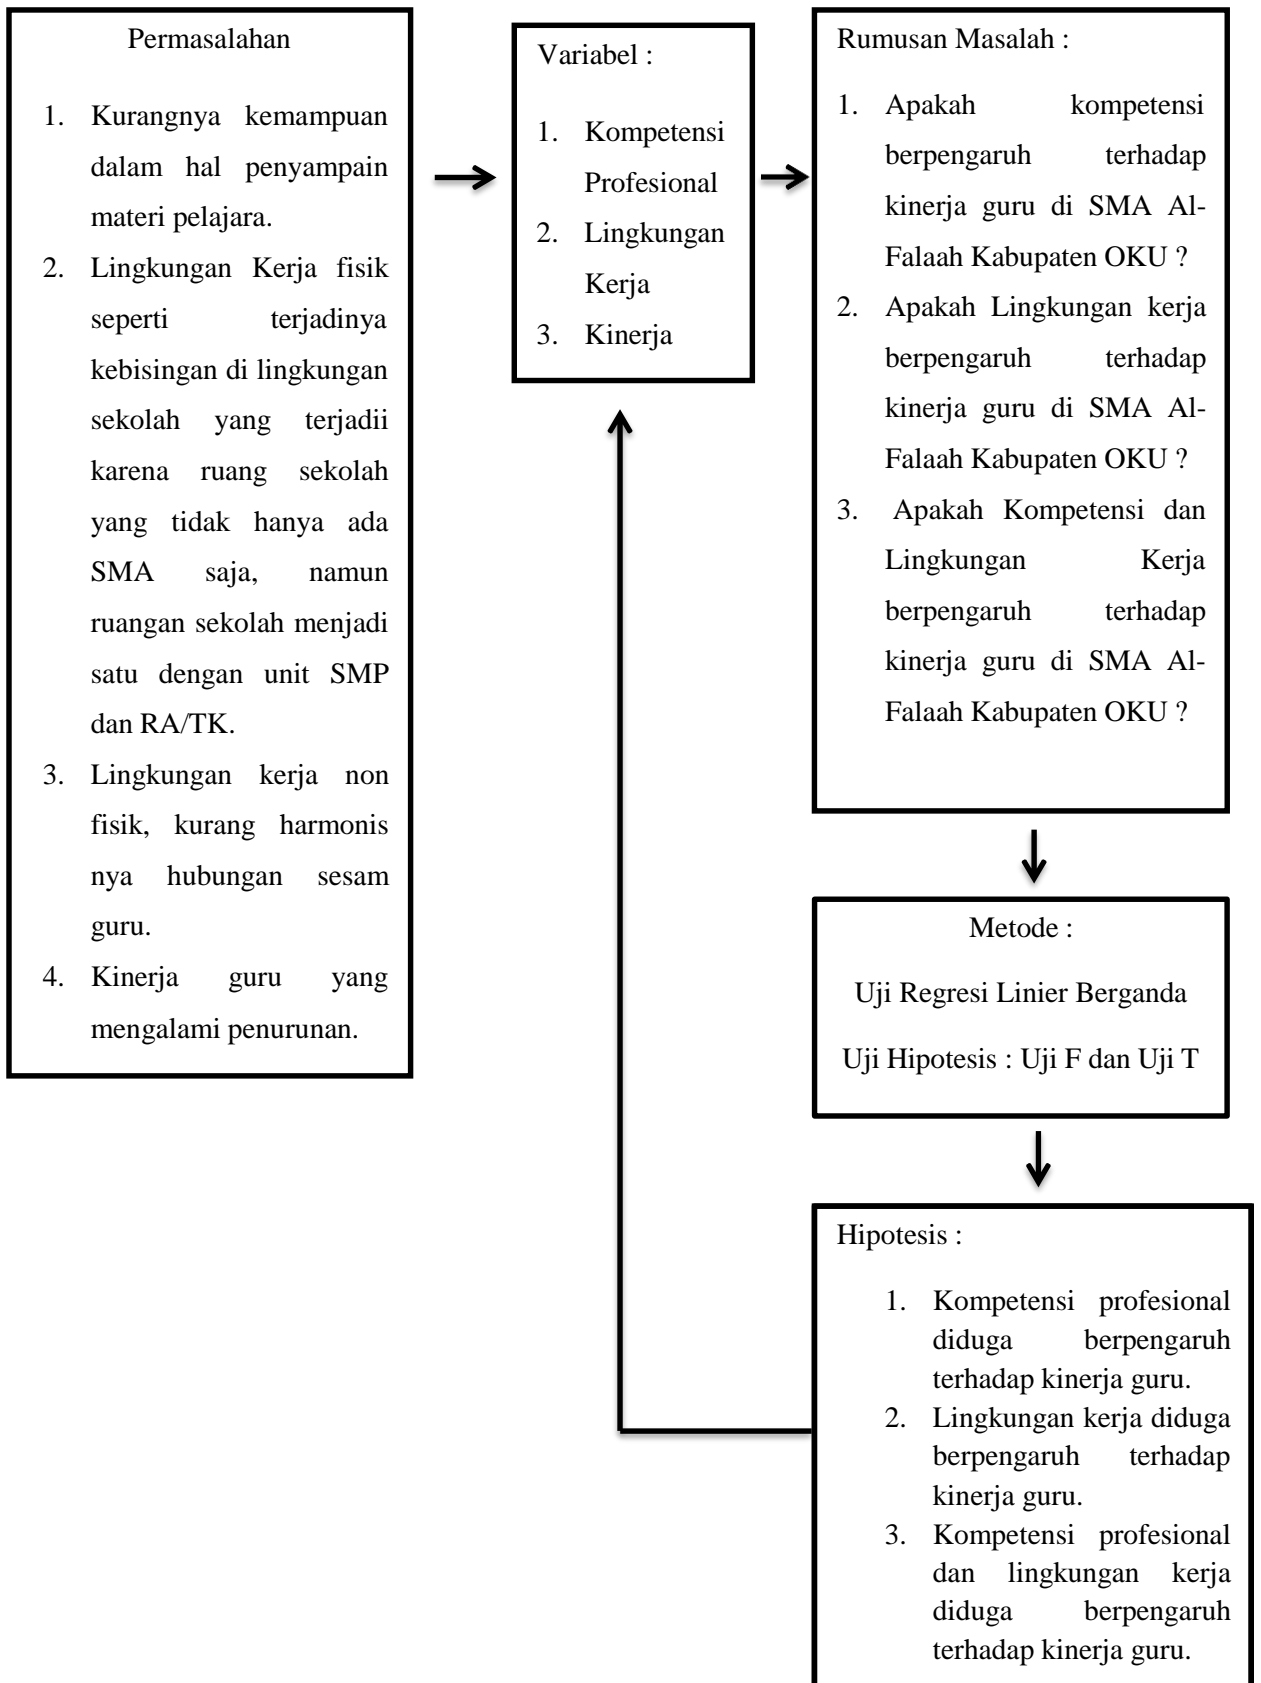 Permasalahan
1. Kurangnya kemampuan
dalam hal penyampain
materi pelajara.
2. Lingkungan Kerja fisik
seperti terjadinya
kebisingan di lingkungan
sekolah yang terjadii
karena ruang sekolah
yang tidak hanya ada
SMA saja, namun
ruangan sekolah menjadi
satu dengan unit SMP
dan RA/TK.
3. Lingkungan kerja non
fisik, kurang harmonis
nya hubungan sesam
guru.
4. Kinerja guru yang
mengalami penurunan.
Variabel :
1. Kompetensi
Profesional
2. Lingkungan
Kerja
3. Kinerja
Rumusan Masalah :
1. Apakah kompetensi
berpengaruh terhadap
kinerja guru di SMA Al-
Falaah Kabupaten OKU ?
2. Apakah Lingkungan kerja
berpengaruh terhadap
kinerja guru di SMA Al-
Falaah Kabupaten OKU ?
3. Apakah Kompetensi dan
Lingkungan Kerja
berpengaruh terhadap
kinerja guru di SMA Al-
Falaah Kabupaten OKU ?
Metode :
Uji Regresi Linier Berganda
Uji Hipotesis : Uji F dan Uji T
Hipotesis :
1. Kompetensi profesional
diduga berpengaruh
terhadap kinerja guru.
2. Lingkungan kerja diduga
berpengaruh terhadap
kinerja guru.
3. Kompetensi profesional
dan lingkungan kerja
diduga berpengaruh
terhadap kinerja guru.